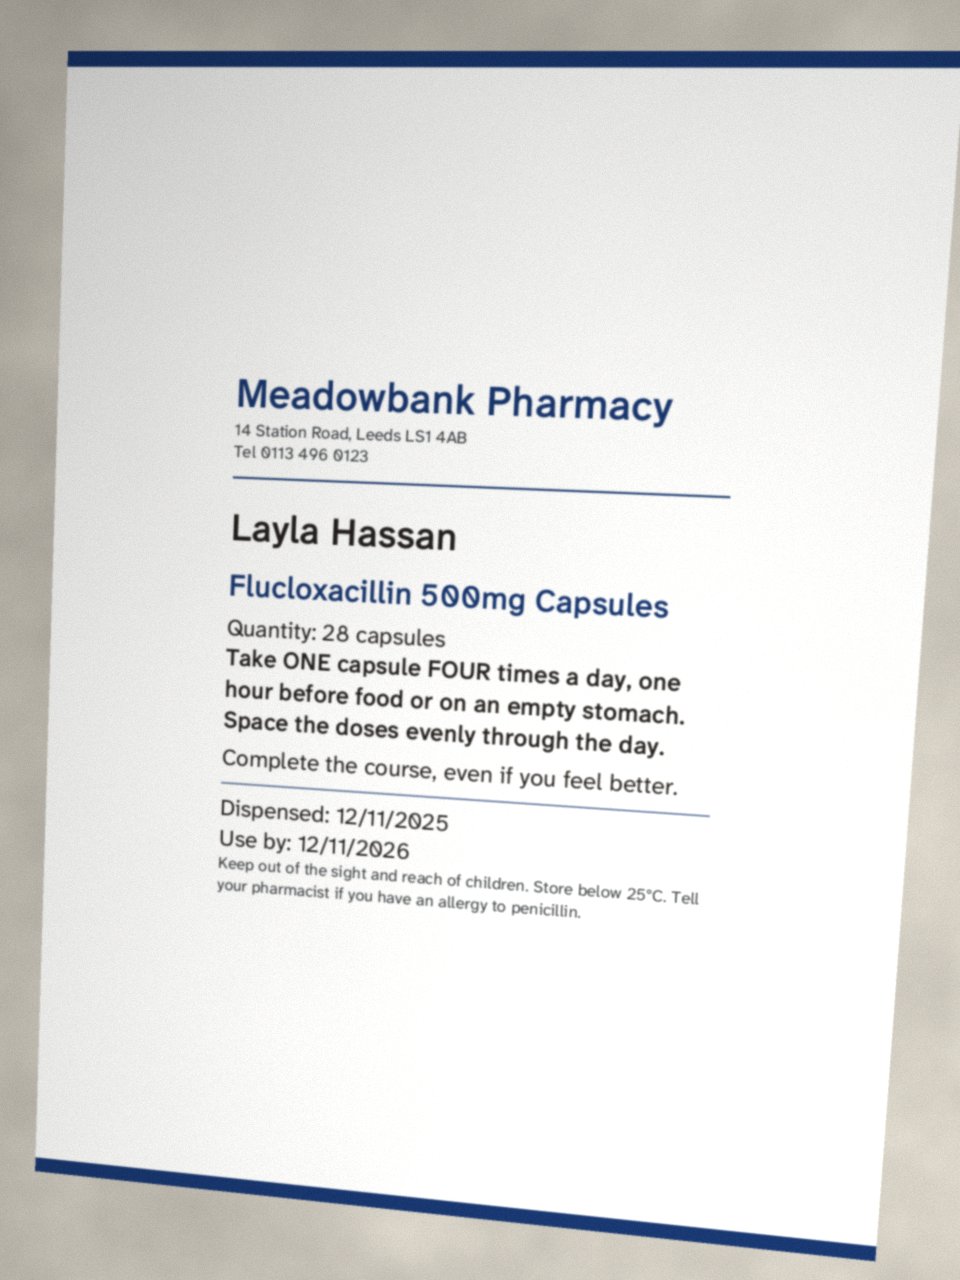 Meadowbank Pharmacy
14 Station Road, Leeds LS1 4AB
Tel 0113 496 0123
Layla Hassan
Flucloxacillin 500mg Capsules
Quantity: 28 capsules
Take ONE capsule FOUR times a day, one
hour before food or on an empty stomach.
Space the doses evenly through the day.
Complete the course, even if you feel better.
Dispensed: 12/11/2025
Use by: 12/11/2026
Keep out of the sight and reach of children. Store below 25°C. Tell
your pharmacist if you have an allergy to penicillin.